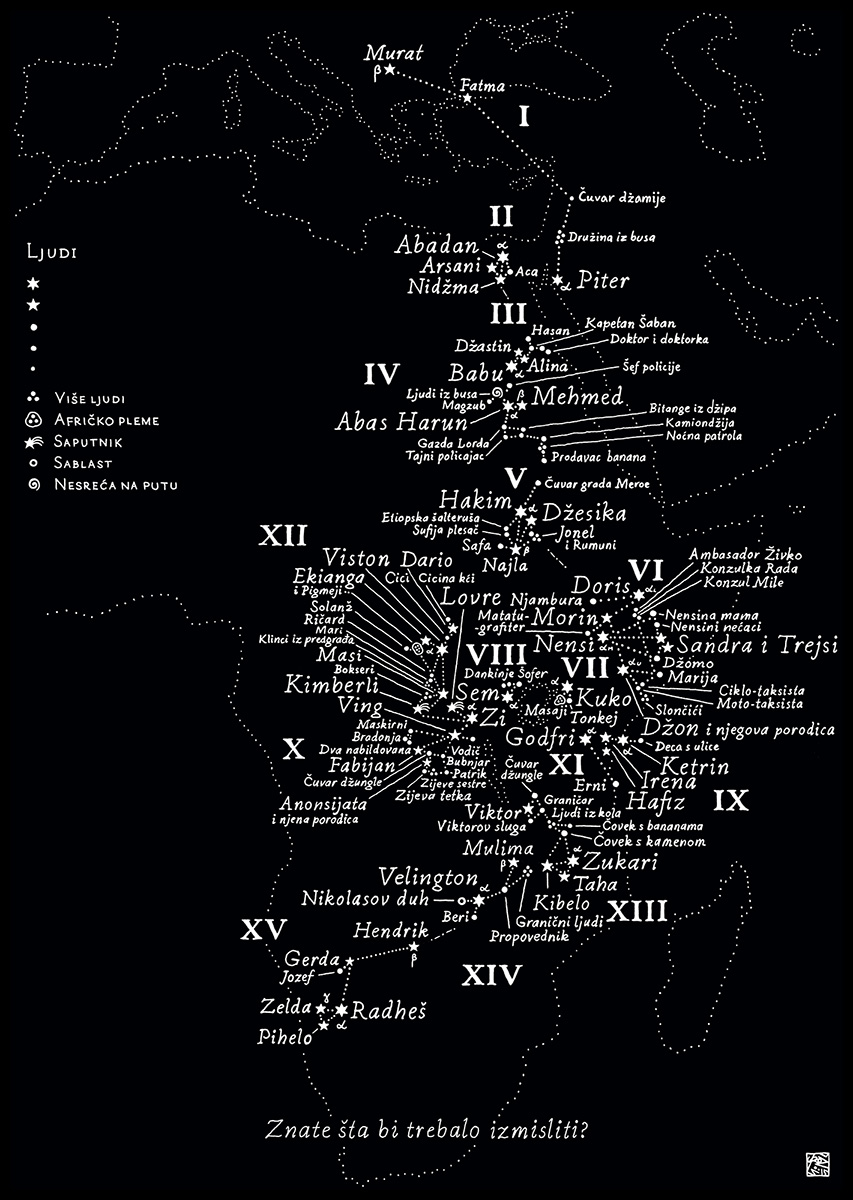 Murat
β
Fatma
I
Čuvar džamije
II
Družina iz busa
Abadan
α
Arsani
Aca
Nidžma
α
Piter
Ljudi
Više ljudi
Afričko pleme
Saputnik
Sablast
Nesreća na putu
III
Hasan
Kapetan Šaban
Doktor i doktorka
Džastin
Alina
Babu
α
Šef policije
IV
Ljudi iz busa
Magzub
β
Mehmed
Abas Harun
α
Bitange iz džipa
Kamiondžija
Noćna patrola
Gazda Lorda
Tajni policajac
Prodavac banana
V
Čuvar grada Meroe
Hakim
α
Džesika
Etiopska šalteruša
Sufija plesač
Jonel
i Rumuni
Safa
β
Najla
XII
Viston
Dario
Ekianga
i Pigmeji
Cici
Cicina kći
Solanž
Ričard
Mari
Klinci iz predgrađa
Masi
Bokseri
Kimberli
Ving
α
Lovre
VI
Ambasador Živko
Konzulka Rada
Konzul Mile
Doris
α
Njambura
Matatu-
-grafiter
Morin
Nensi
α
Nensina mama
Nensini nećaci
Sandra i Trejsi
Džomo
Marija
VII
α
Ciklo-taksista
Moto-taksista
Slončići
VIII
Dankinje
Šofer
Sem
α
α
Kuko
Masaji
Tonkej
Zi
α
Džon i njegova porodica
Godfri
α
Deca s ulice
Ketrin
α
Irena
Hafiz
Erni
IX
X
Maskirni
Bradonja
Dva nabildovana
Fabijan
Čuvar džungle
Anonsijata
i njena porodica
Vodič
Bubnjar
Patrik
Zijeve sestre
Zijeva tetka
XI
Čuvar
džungle
Graničar
Ljudi iz kola
Viktor
Viktorov sluga
Čovek s bananama
Čovek s kamenom
Mulima
β
α
Zukari
Taha
Kibelo
XIII
Velington
α
Nikolasov duh
Beri
Granični ljudi
Propovednik
XIV
XV
Hendrik
β
Gerda
Jozef
Zelda
γ
Radheš
α
Pihelo
Znate šta bi trebalo izmisliti?